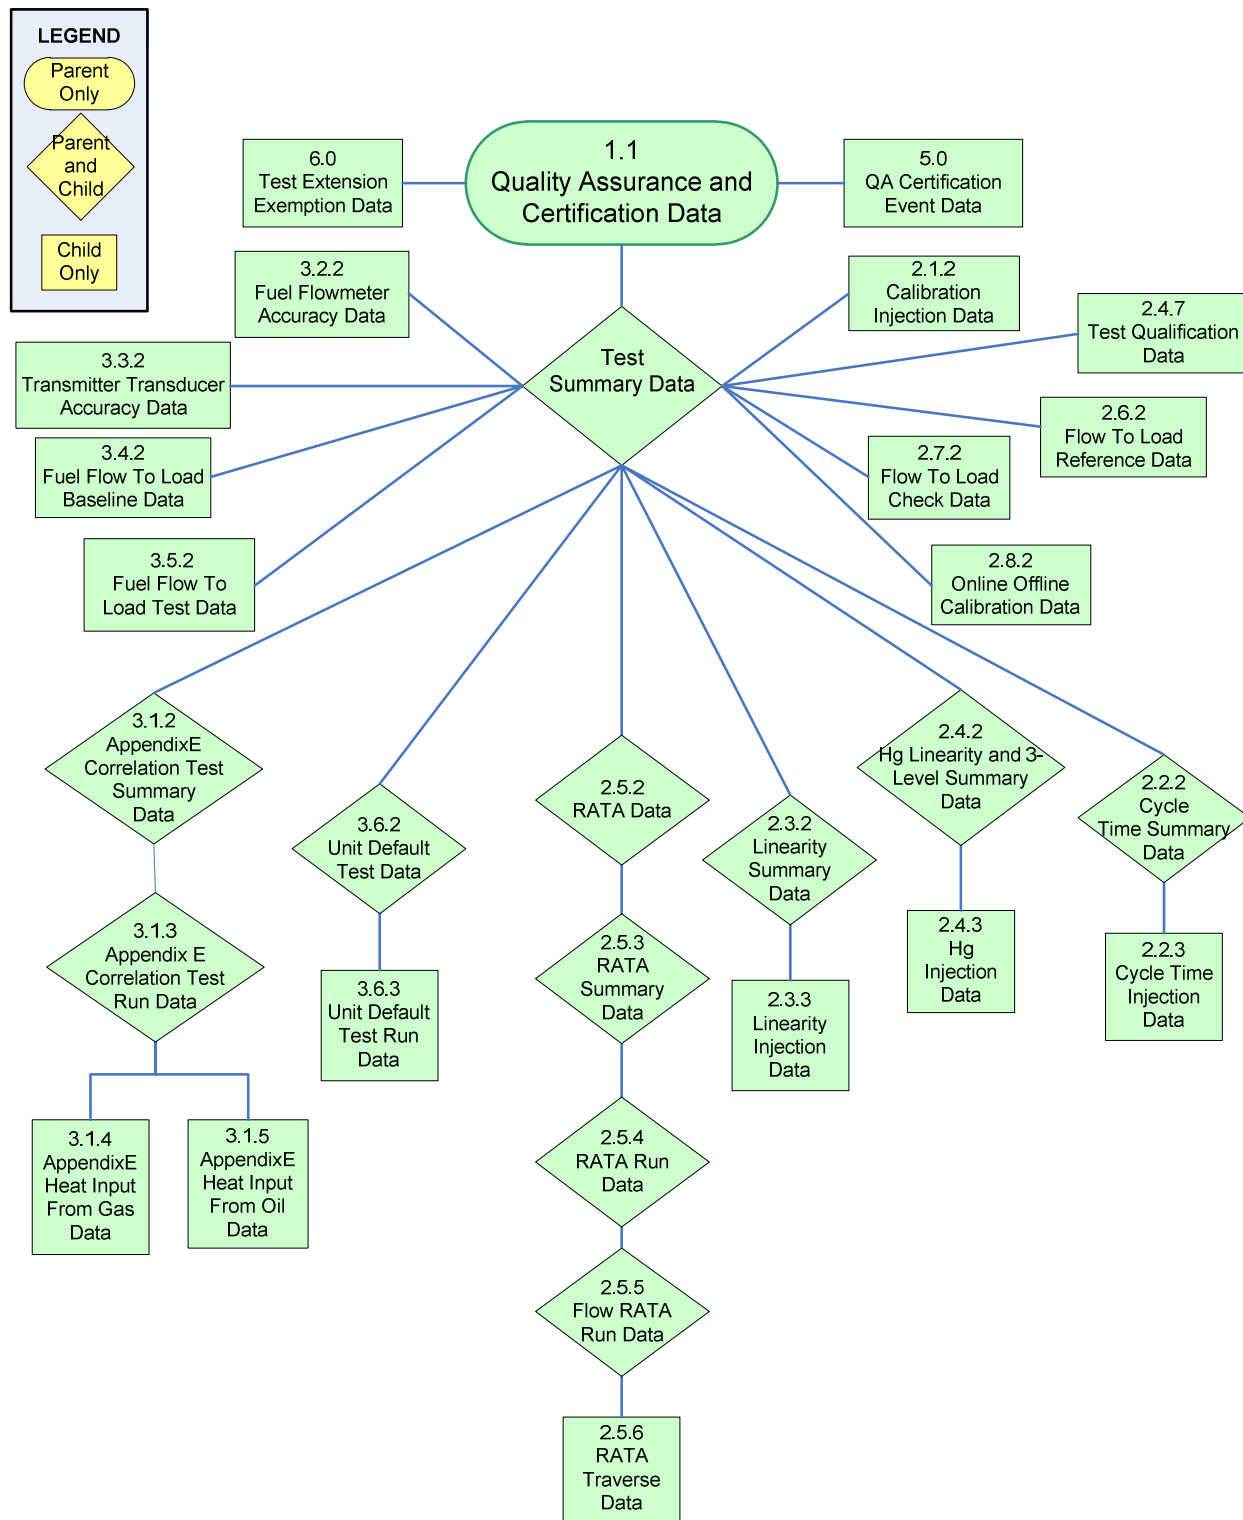 LEGEND
Parent
Only
Parent
and
Child
Child
Only
1.1
Quality Assurance and
Certification Data
6.0
Test Extension
Exemption Data
5.0
QA Certification
Event Data
3.2.2
Fuel Flowmeter
Accuracy Data
2.1.2
Calibration
Injection Data
2.4.7
Test Qualification
Data
Test
Summary Data
3.3.2
Transmitter Transducer
Accuracy Data
2.6.2
Flow To Load
Reference Data
3.4.2
Fuel Flow To Load
Baseline Data
2.7.2
Flow To Load
Check Data
3.5.2
Fuel Flow To
Load Test Data
2.8.2
Online Offline
Calibration Data
3.1.2
AppendixE
Correlation Test
Summary
Data
3.6.2
Unit Default
Test Data
2.5.2
RATA Data
2.3.2
Linearity
Summary
Data
2.4.2
Hg Linearity and 3-
Level Summary
Data
2.2.2
Cycle
Time Summary
Data
3.1.3
Appendix E
Correlation Test
Run Data
3.6.3
Unit Default
Test Run
Data
2.5.3
RATA
Summary
Data
2.3.3
Linearity
Injection
Data
2.4.3
Hg
Injection
Data
2.2.3
Cycle Time
Injection
Data
3.1.4
AppendixE
Heat Input
From Gas
Data
3.1.5
AppendixE
Heat Input
From Oil
Data
2.5.4
RATA Run
Data
2.5.5
Flow RATA
Run Data
2.5.6
RATA
Traverse
Data